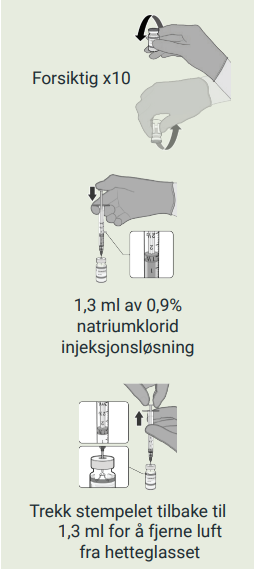 Forsiktig x10
1,3 ml av 0,9%
natriumklorid
injeksjonsløsning
Trekk stempelet tilbake til
1,3 ml for å fjerne luft
fra hetteglasset